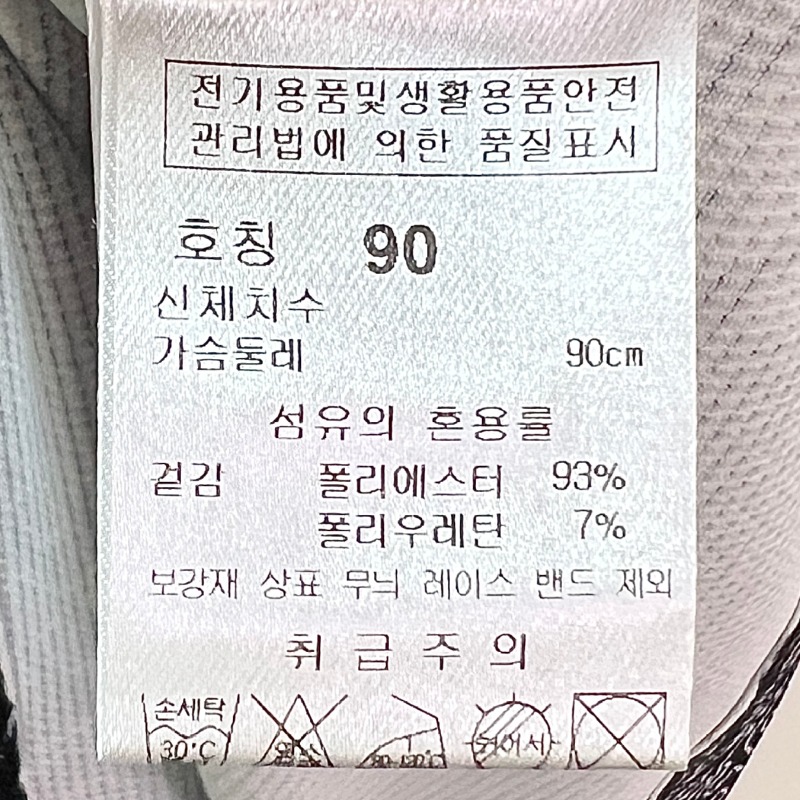 전기용품및생활용품안전
관리법에 의한 품질표시
호칭 90
신체치수
가슴둘레 90cm
섬유의 혼용률
겉감 폴리에스터 93%
폴리우레탄 7%
보강재 상표 무늬 레이스 밴드 제외
취급주의
손세탁
30°C